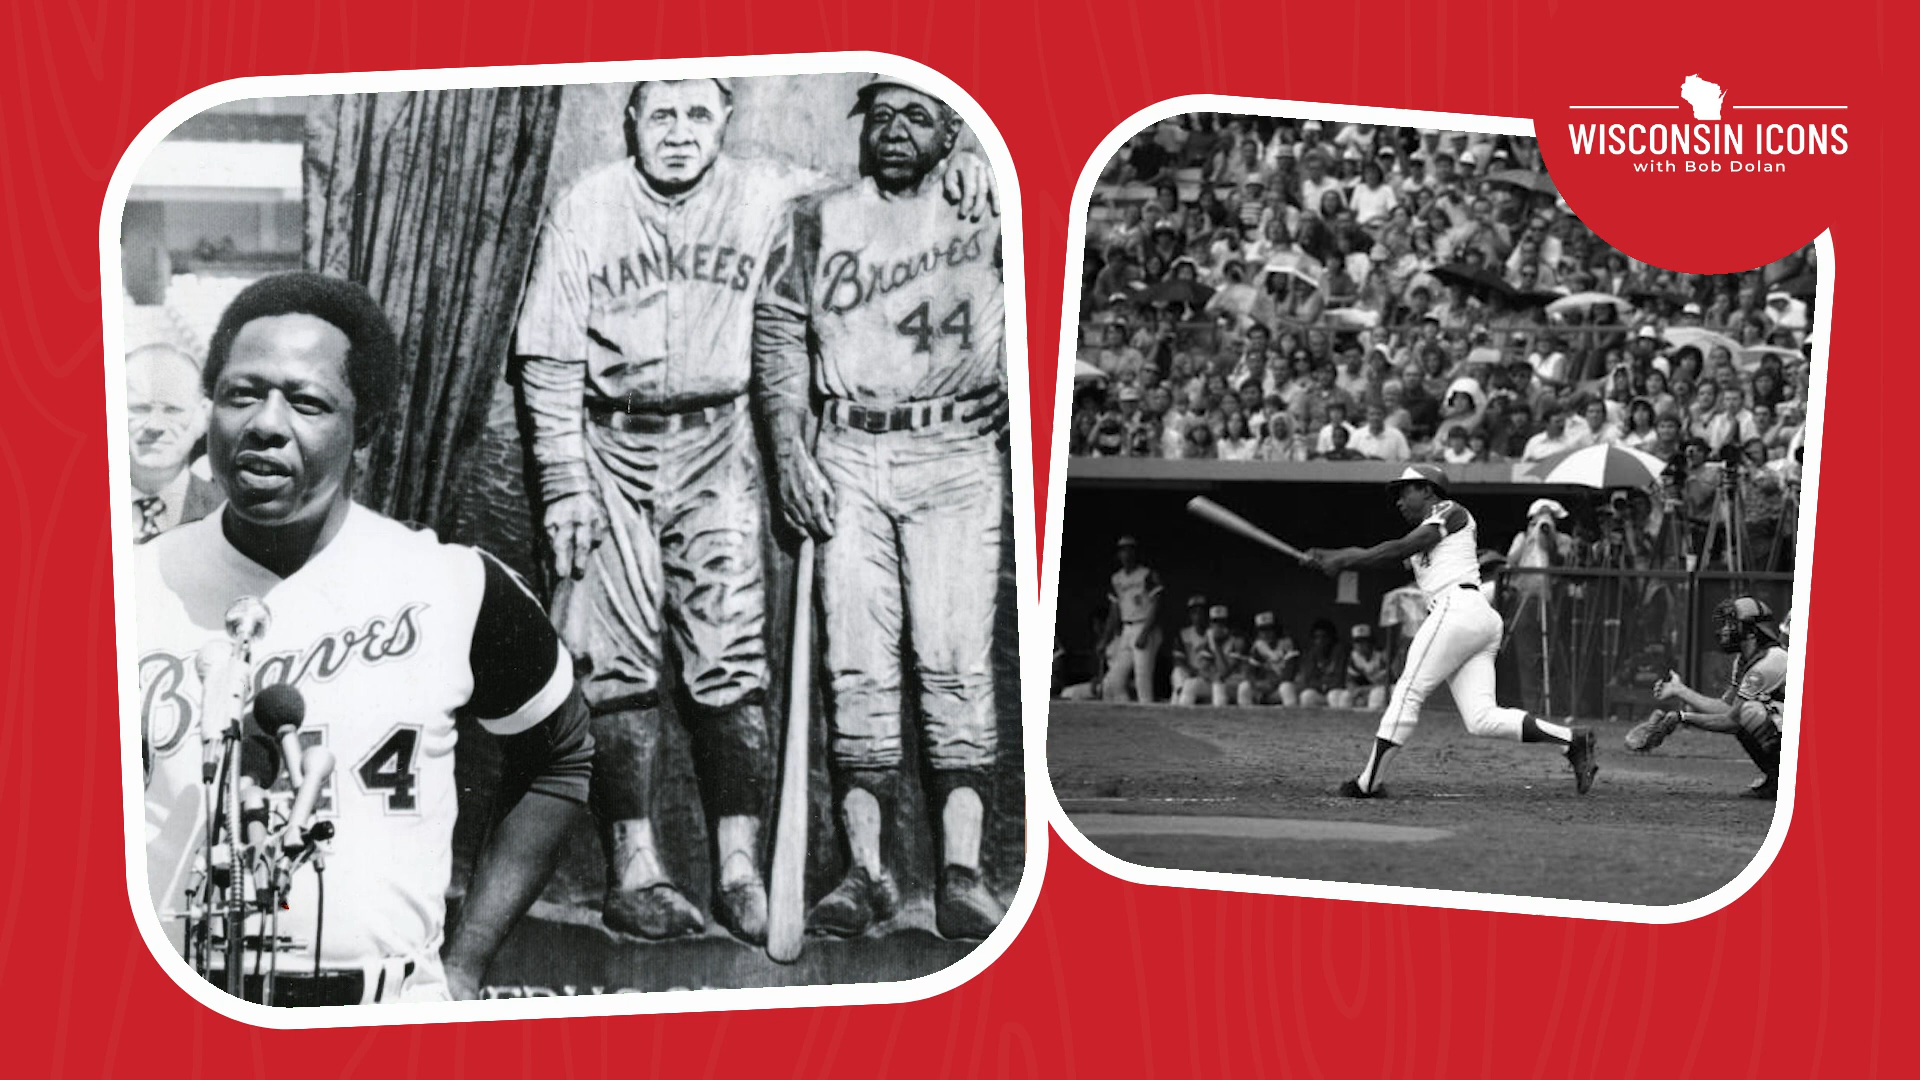 WISCONSIN ICONS
with Bob Dolan
YANKEES
Braves
44
Braves
44